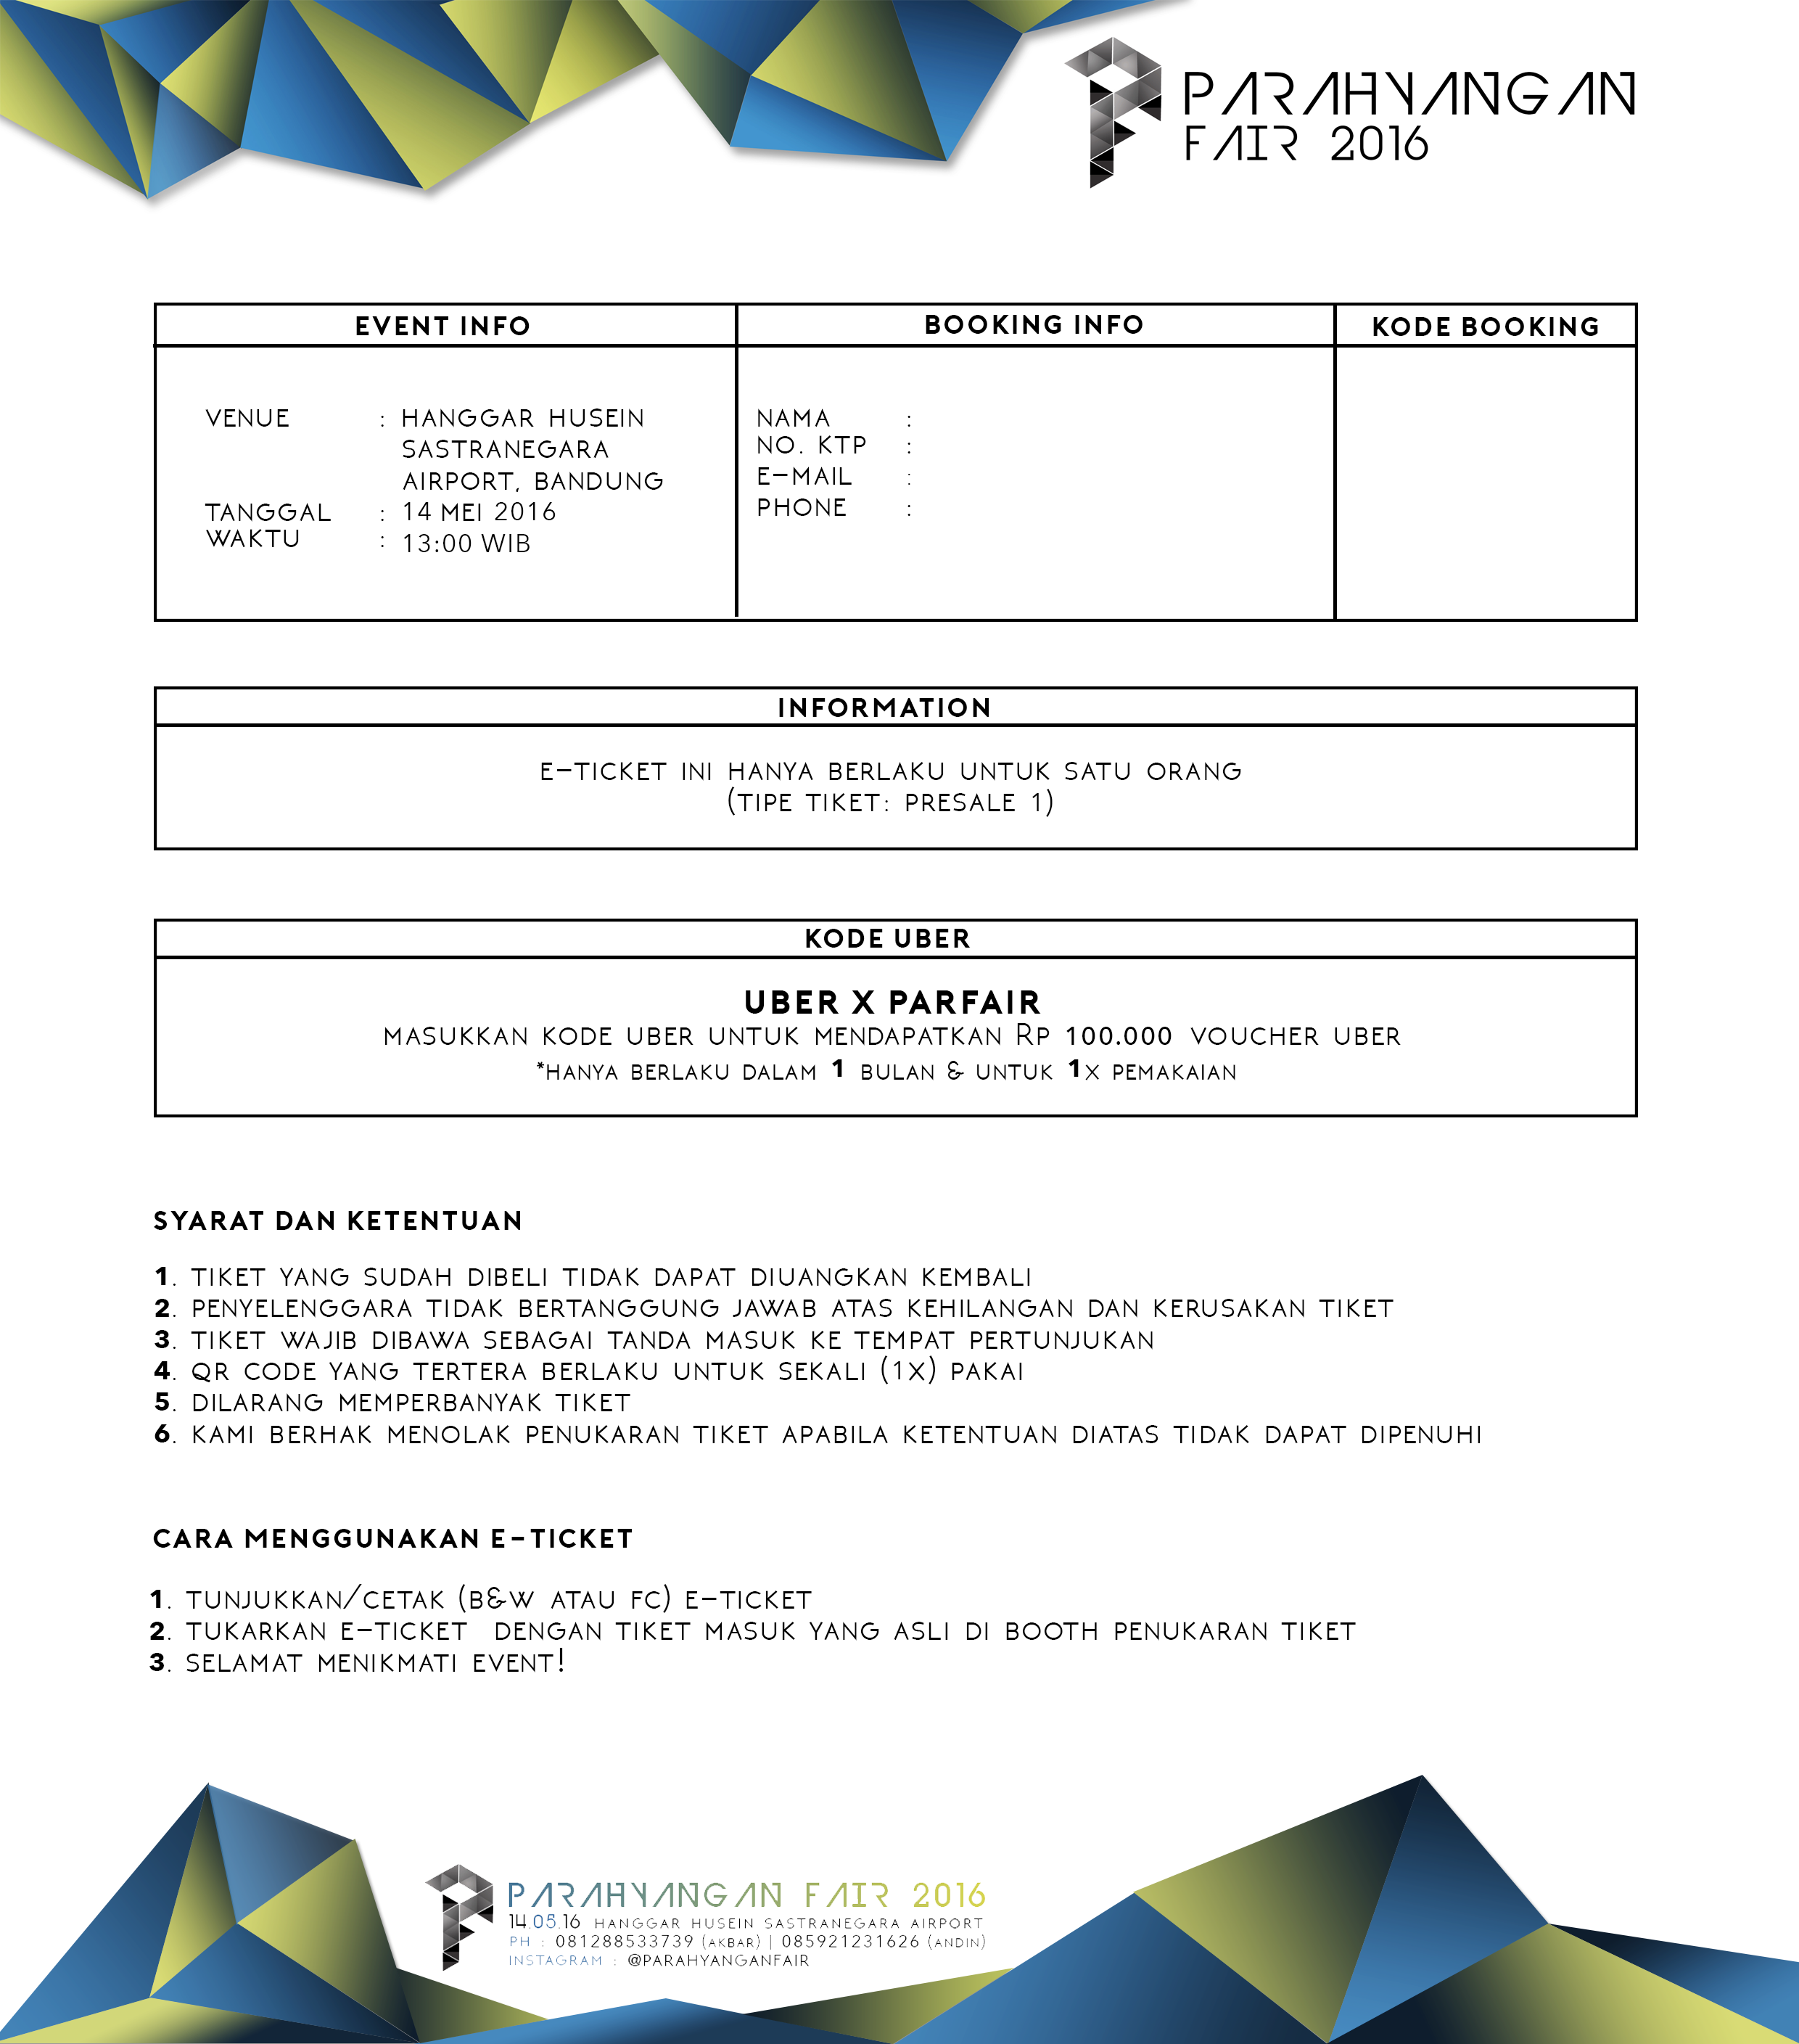 PARAHYANGAN
FAIR 2016
EVENT INFO
VENUE : HANGGAR HUSEIN
SASTRANEGARA
AIRPORT, BANDUNG
TANGGAL : 14 MEI 2016
WAKTU : 13:00 WIB
BOOKING INFO
NAMA :
NO. KTP :
E-MAIL :
PHONE :
KODE BOOKING
INFORMATION
E-TICKET INI HANYA BERLAKU UNTUK SATU ORANG
(TIPE TIKET: PRESALE 1)
KODE UBER
UBER X PARFAIR
MASUKKAN KODE UBER UNTUK MENDAPATKAN RP 100.000 VOUCHER UBER
*HANYA BERLAKU DALAM 1 BULAN & UNTUK 1X PEMAKAIAN
SYARAT DAN KETENTUAN
1. TIKET YANG SUDAH DIBELI TIDAK DAPAT DIUANGKAN KEMBALI
2. PENYELENGGARA TIDAK BERTANGGUNG JAWAB ATAS KEHILANGAN DAN KERUSAKAN TIKET
3. TIKET WAJIB DIBAWA SEBAGAI TANDA MASUK KE TEMPAT PERTUNJUKAN
4. QR CODE YANG TERTERA BERLAKU UNTUK SEKALI (1X) PAKAI
5. DILARANG MEMPERBANYAK TIKET
6. KAMI BERHAK MENOLAK PENUKARAN TIKET APABILA KETENTUAN DIATAS TIDAK DAPAT DIPENUHI
CARA MENGGUNAKAN E-TICKET
1. TUNJUKKAN/CETAK (B&W ATAU FC) E-TICKET
2. TUKARKAN E-TICKET DENGAN TIKET MASUK YANG ASLI DI BOOTH PENUKARAN TIKET
3. SELAMAT MENIKMATI EVENT!
PARAHYANGAN FAIR 2016
14.05.16 HANGGAR HUSEIN SASTRANEGARA AIRPORT
PH : 081288533739 (AKBAR) | 085921231626 (ANDIN)
INSTAGRAM : @PARAHYANGANFAIR